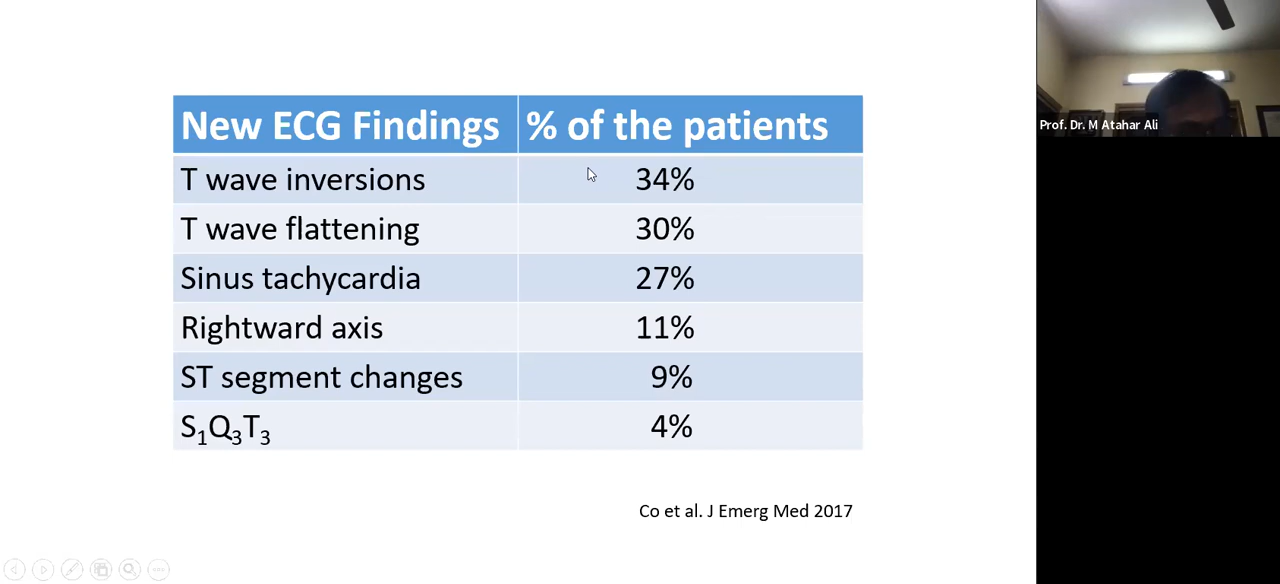 New ECG Findings % of the patients
T wave inversions 34%
T wave flattening 30%
Sinus tachycardia 27%
Rightward axis 11%
ST segment changes 9%
S₁Q₃T₃ 4%
Co et al. J Emerg Med 2017
Prof. Dr. M Atahar Ali